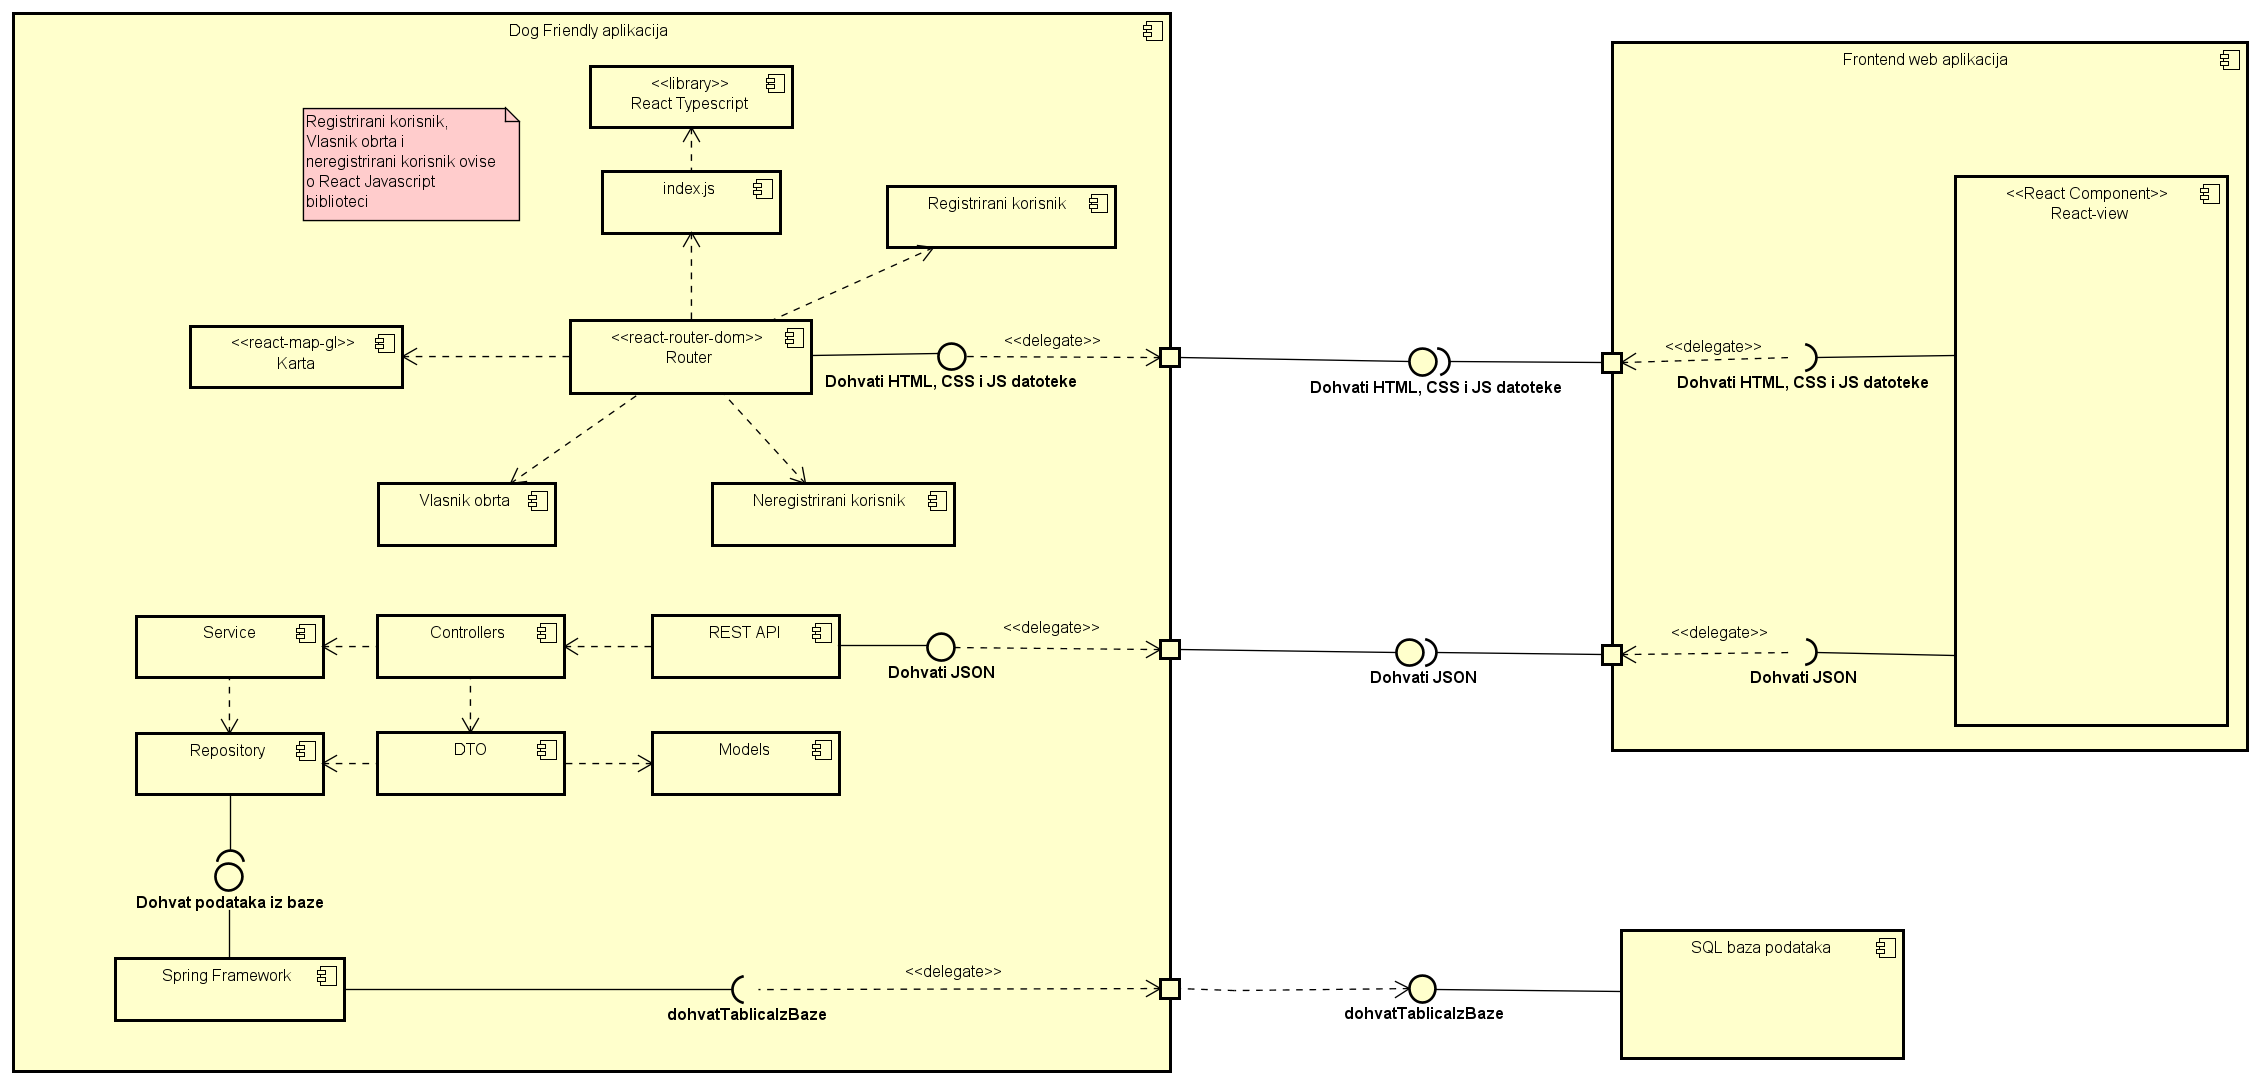 Dog Friendly aplikacija
<<library>>
React Typescript
Registrirani korisnik,
Vlasnik obrta i
neregistrirani korisnik ovise
o React Javascript
biblioteci
index.js
Registrirani korisnik
<<react-map-gl>>
Karta
<<react-router-dom>>
Router
<<delegate>>
Dohvati HTML, CSS i JS datoteke
Vlasnik obrta
Neregistrirani korisnik
Service
Controllers
REST API
<<delegate>>
Dohvati JSON
Repository
DTO
Models
Dohvat podataka iz baze
Spring Framework
<<delegate>>
dohvatTablicaIzBaze
Dohvati HTML, CSS i JS datoteke
Dohvati JSON
dohvatTablicaIzBaze
Frontend web aplikacija
<<React Component>>
React-view
<<delegate>>
Dohvati HTML, CSS i JS datoteke
<<delegate>>
Dohvati JSON
SQL baza podataka